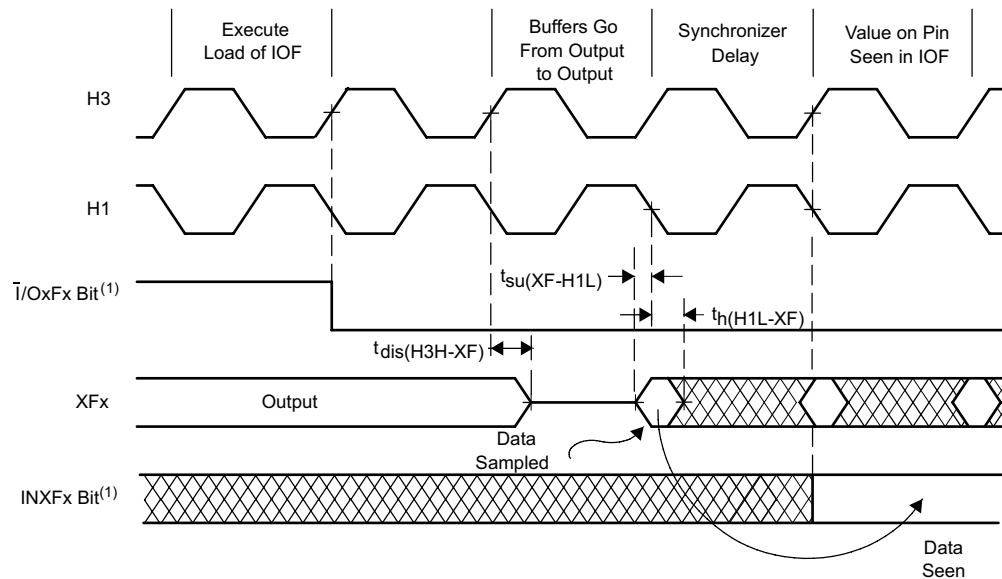 Execute
Load of IOF
Buffers Go
From Output
to Output
Synchronizer
Delay
Value on Pin
Seen in IOF
H3
H1
I̅/OxFx Bit(1)
tsu(XF-H1L)
th(H1L-XF)
tdis(H3H-XF)
XFx
Output
Data
Sampled
INXFx Bit(1)
Data
Seen